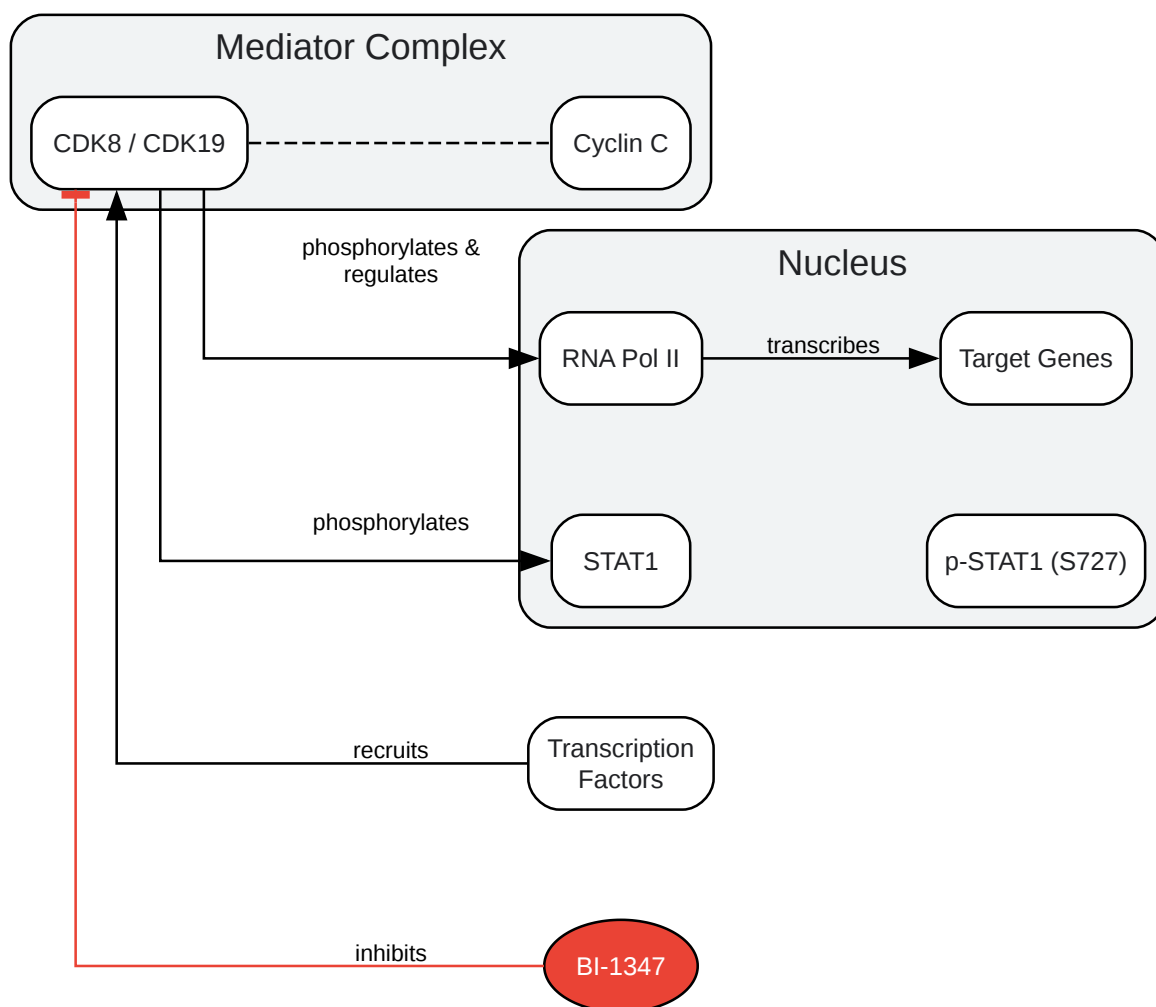 Mediator Complex
CDK8 / CDK19
Cyclin C
phosphorylates &
regulates
Nucleus
RNA Pol II
transcribes
Target Genes
phosphorylates
STAT1
p-STAT1 (S727)
recruits
Transcription
Factors
inhibits
BI-1347